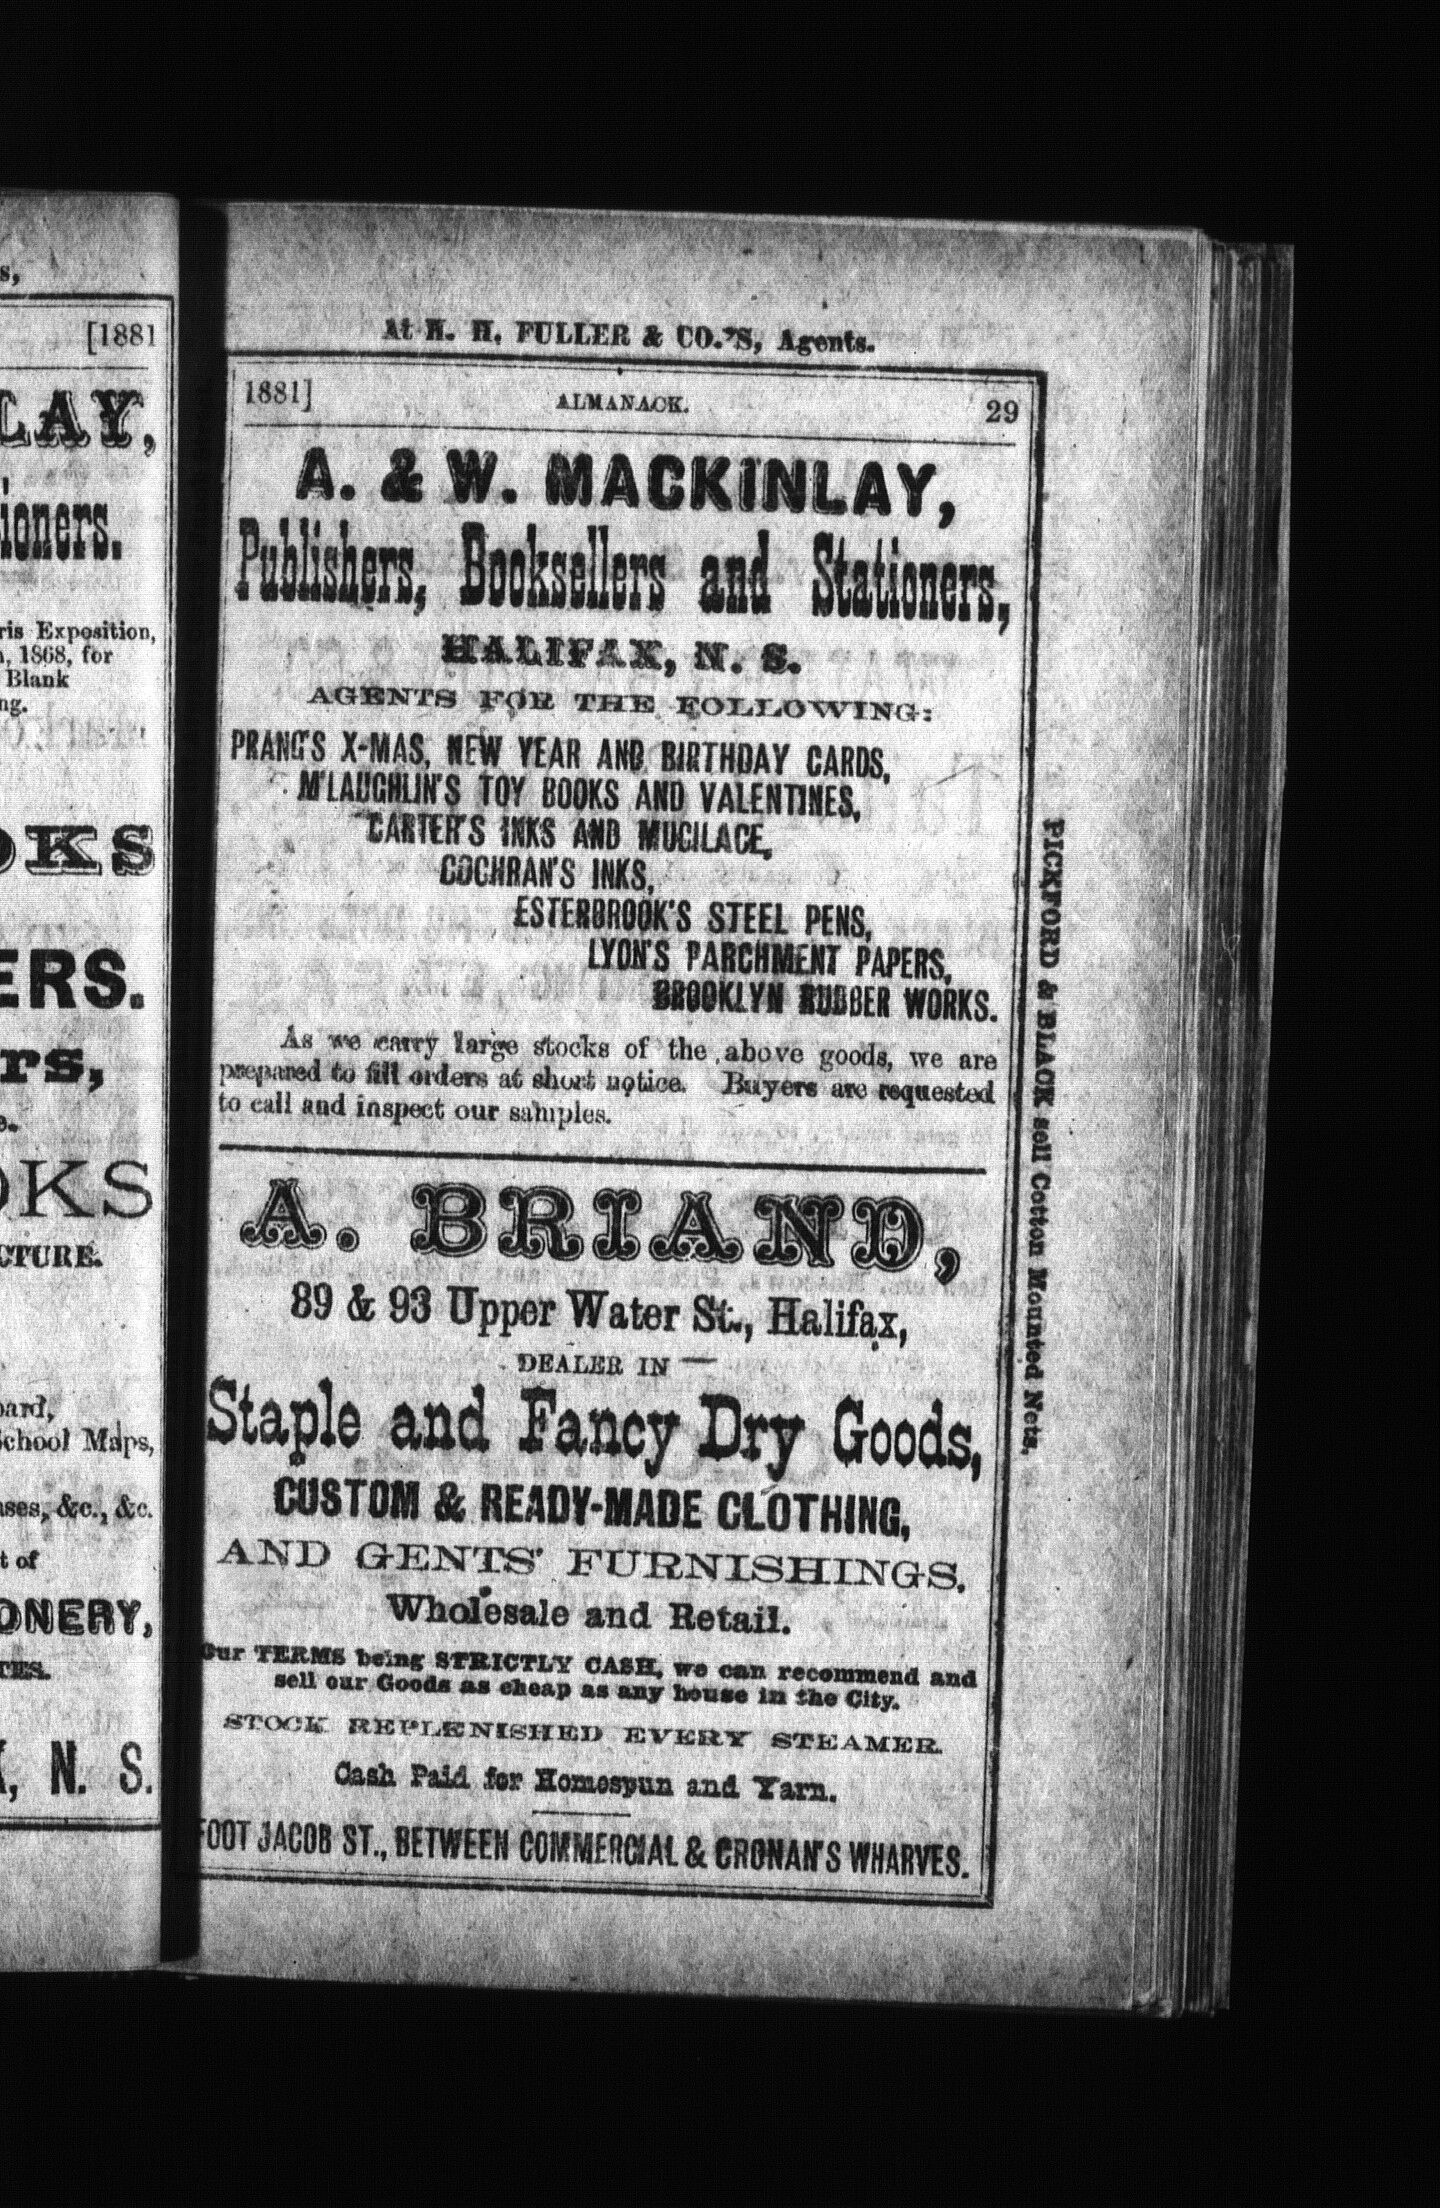 s,
[1881
LAY,
ioners.
ris Exposition,
1868, for
Blank
ng.
OKS
ERS.
rs,
e.
OKS
CTURE.
oard,
School Maps,
ases, &c., &c.
t of
ONERY,
TES.
X, N. S.
At H. H. FULLER & CO.'S, Agents.
1881] ALMANACK. 29
A. & W. MACKINLAY,
Publishers, Booksellers and Stationers,
HALIFAX, N. S.
AGENTS FOR THE FOLLOWING:
PRANG'S X-MAS, NEW YEAR AND BIRTHDAY CARDS,
M'LAUGHLIN'S TOY BOOKS AND VALENTINES,
CARTER'S INKS AND MUCILAGE,
COCHRAN'S INKS,
ESTERBROOK'S STEEL PENS,
LYON'S PARCHMENT PAPERS,
BROOKLYN RUBBER WORKS.
As we carry large stocks of the above goods, we are
prepared to fill orders at short notice. Buyers are requested
to call and inspect our samples.
A. BRIAND,
89 & 93 Upper Water St., Halifax,
DEALER IN —
Staple and Fancy Dry Goods,
CUSTOM & READY-MADE CLOTHING,
AND GENTS' FURNISHINGS.
Wholesale and Retail.
Our TERMS being STRICTLY CASH, we can recommend and
sell our Goods as cheap as any house in the City.
STOCK REPLENISHED EVERY STEAMER.
Cash Paid for Homespun and Yarn.
FOOT JACOB ST., BETWEEN COMMERCIAL & CRONAN'S WHARVES.
PICKFORD & BLACK sell Cotton Mounted Nets,